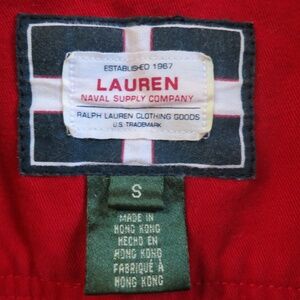 ESTABLISHED 1967
LAUREN
NAVAL SUPPLY COMPANY
RALPH LAUREN CLOTHING GOODS
U.S. TRADEMARK
S
MADE IN
HONG KONG
HECHO EN
HONG KONG
FABRIQUÉ À
HONG KONG